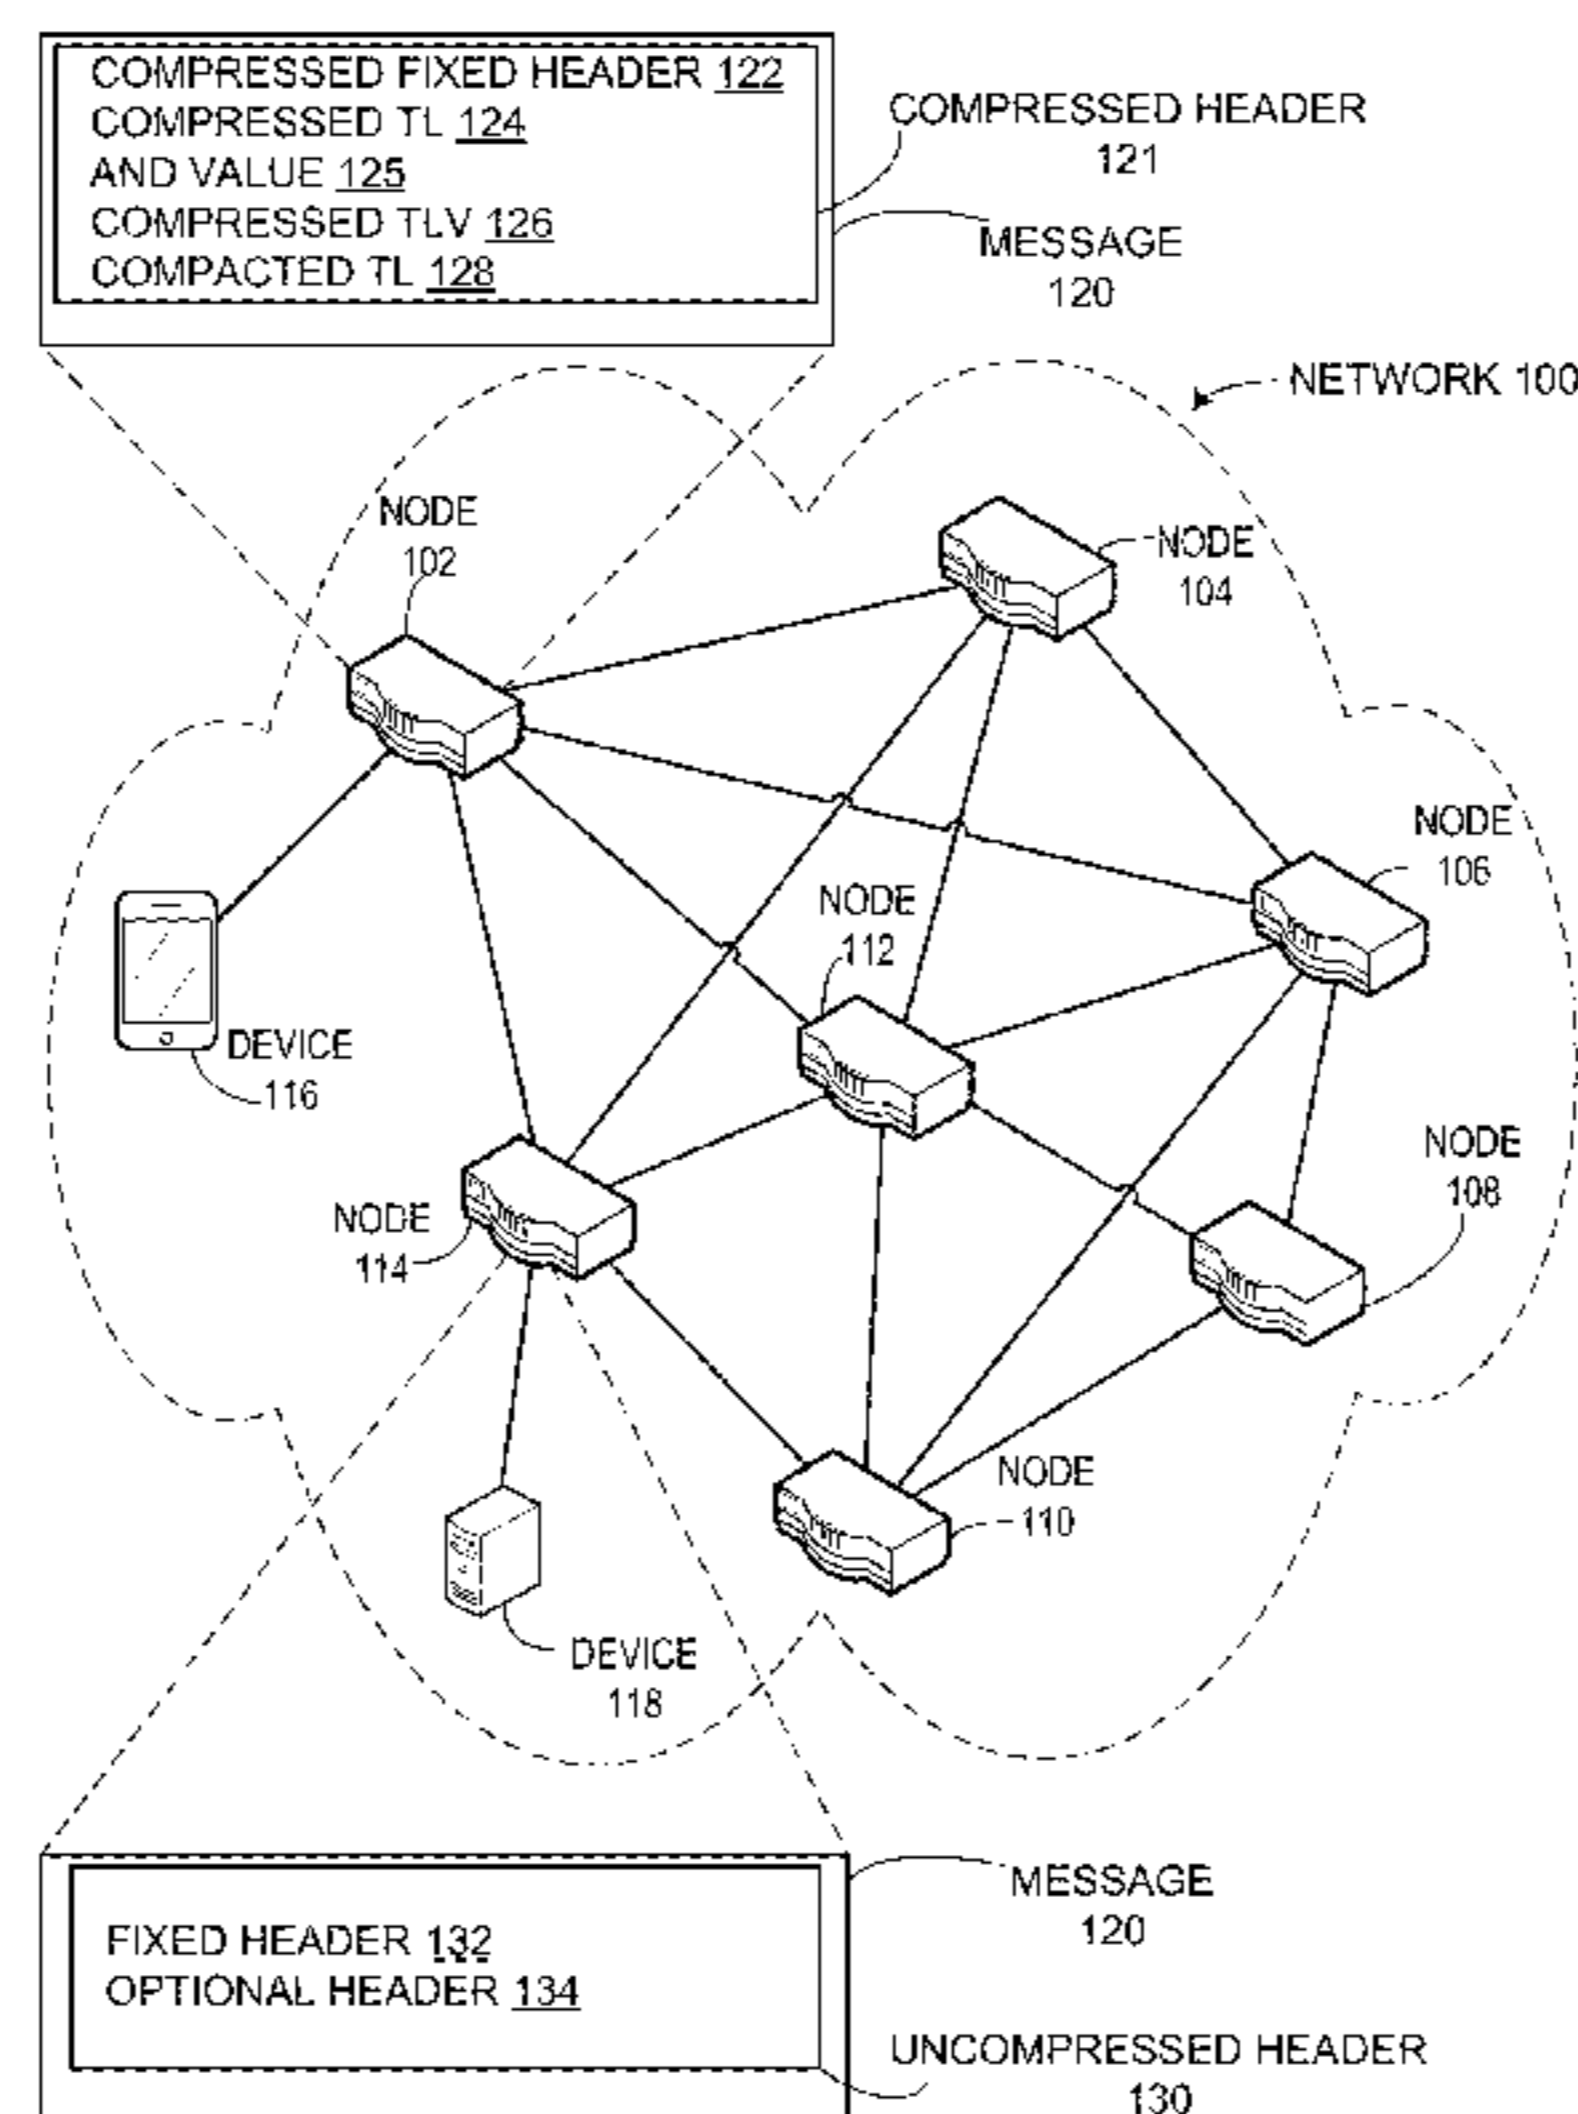 COMPRESSED FIXED HEADER 122
COMPRESSED TL 124
AND VALUE 125
COMPRESSED TLV 126
COMPACTED TL 128
COMPRESSED HEADER
121
MESSAGE
120
NETWORK 100
NODE
102
NODE
104
NODE
106
NODE
112
DEVICE
116
NODE
108
NODE
114
NODE
110
DEVICE
118
MESSAGE
120
FIXED HEADER 132
OPTIONAL HEADER 134
UNCOMPRESSED HEADER
130